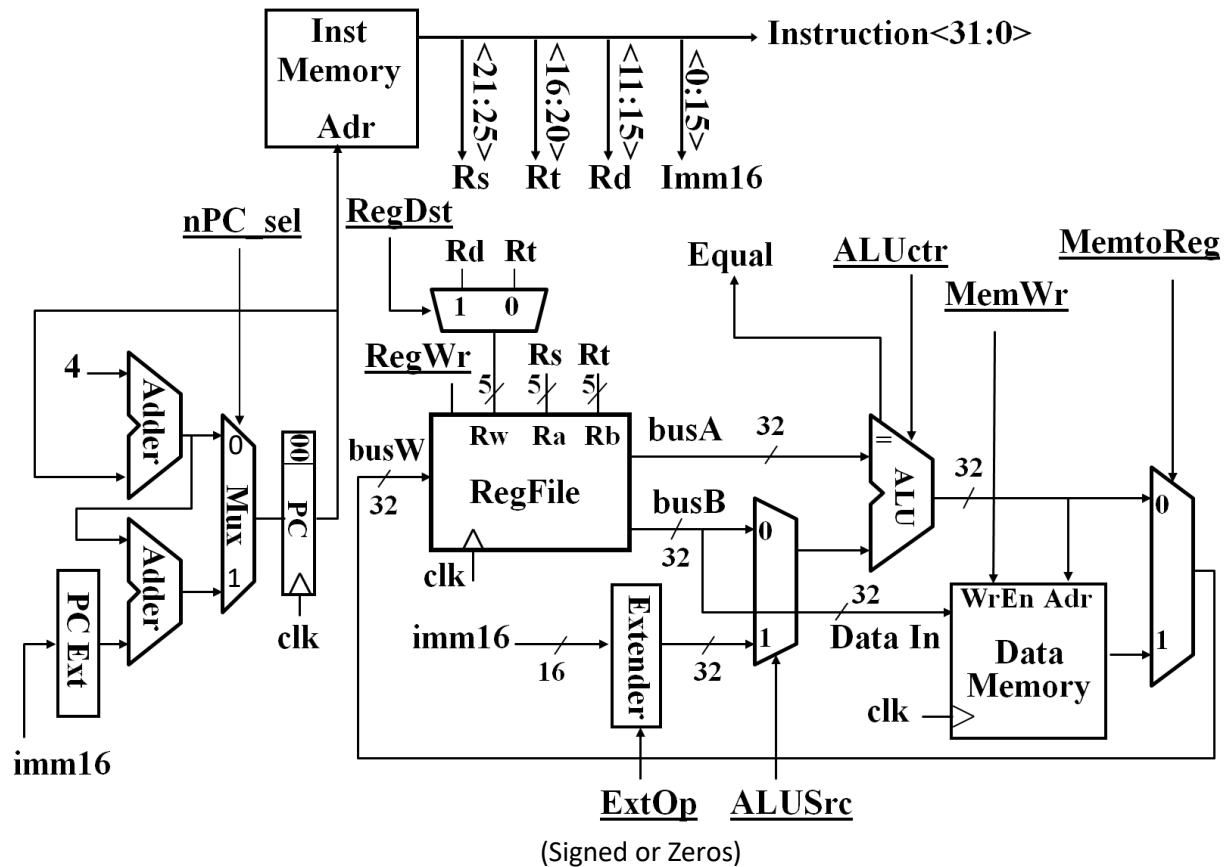 Inst
Memory
Adr
Instruction<31:0>
<21:25>
<16:20>
<11:15>
<0:15>
Rs
Rt
Rd
Imm16
nPC_sel
RegDst
Rd
Rt
1
0
Equal
ALUctr
MemtoReg
MemWr
RegWr
Rs
Rt
5
5
5
4
Adder
0
Mux
1
00
PC
clk
Adder
PC Ext
imm16
busW
32
Rw
Ra
Rb
RegFile
clk
busA
32
busB
32
=
ALU
32
0
1
imm16
16
Extender
32
32
Data In
WrEn
Adr
Data
Memory
clk
0
1
ExtOp
ALUSrc
(Signed or Zeros)